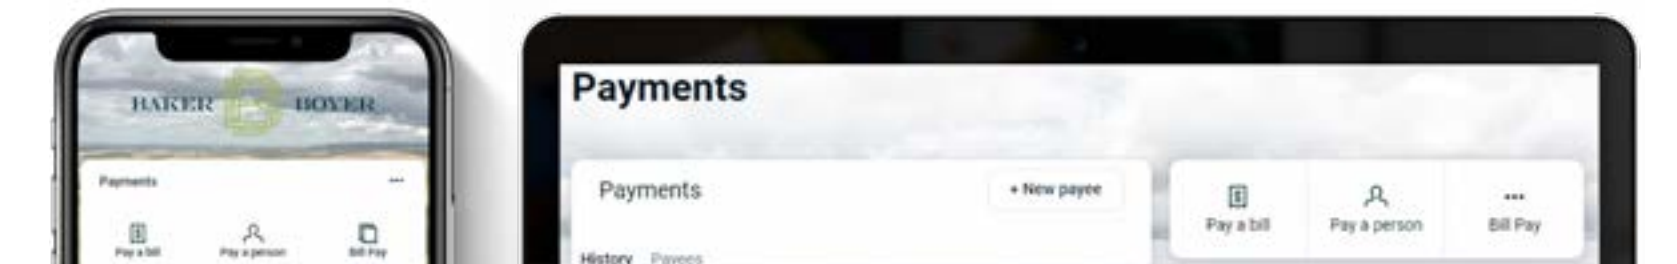 BAKER BOYER
Payments
Pay a bill Pay a person Bill Pay
Payments
Payments + New payee
Pay a bill Pay a person Bill Pay
History Payees